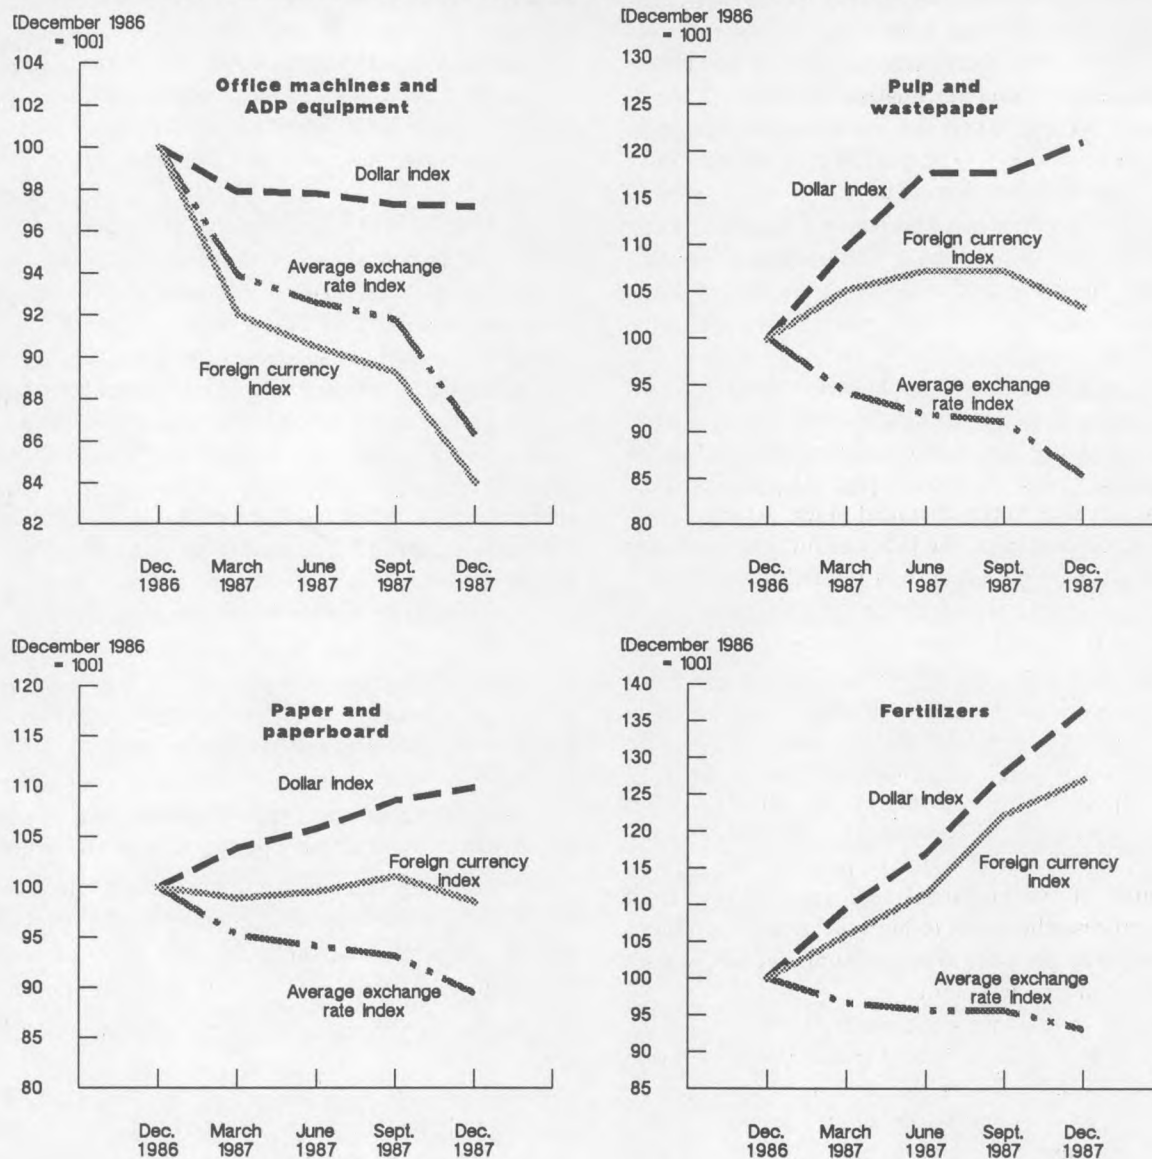 [December 1986
= 100]
104
102
100
98
96
94
92
90
88
86
84
82
Office machines and
ADP equipment
Dollar index
Average exchange
rate index
Foreign currency
index
Dec.
1986
March
1987
June
1987
Sept.
1987
Dec.
1987
[December 1986
= 100]
130
125
120
115
110
105
100
95
90
85
80
Pulp and
wastepaper
Dollar index
Foreign currency
index
Average exchange
rate index
Dec.
1986
March
1987
June
1987
Sept.
1987
Dec.
1987
[December 1986
= 100]
120
115
110
105
100
95
90
85
80
Paper and
paperboard
Dollar index
Foreign currency
index
Average exchange
rate index
Dec.
1986
March
1987
June
1987
Sept.
1987
Dec.
1987
[December 1986
= 100]
140
135
130
125
120
115
110
105
100
95
90
85
Fertilizers
Dollar index
Foreign currency
index
Average exchange
rate index
Dec.
1986
March
1987
June
1987
Sept.
1987
Dec.
1987